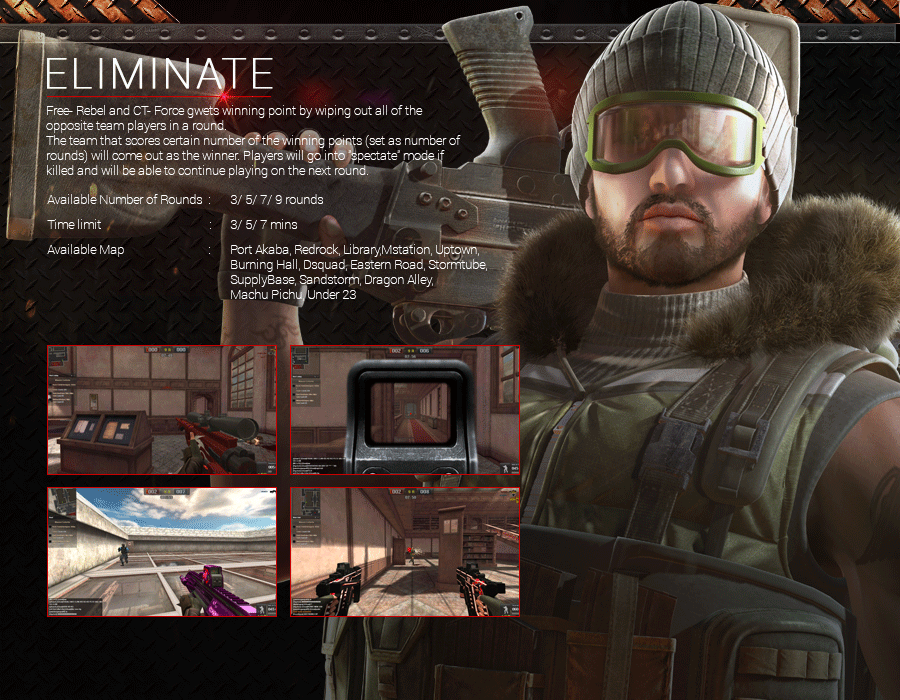 ELIMINATE
Free- Rebel and CT- Force gwets winning point by wiping out all of the
opposite team players in a round.
The team that scores certain number of the winning points (set as number of
rounds) will come out as the winner. Players will go into "spectate" mode if
killed and will be able to continue playing on the next round.
Available Number of Rounds : 3/ 5/ 7/ 9 rounds
Time limit : 3/ 5/ 7 mins
Available Map : Port Akaba, Redrock, Library,Mstation, Uptown,
Burning Hall, Dsquad, Eastern Road, Stormtube,
SupplyBase, Sandstorm, Dragon Alley,
Machu Pichu, Under 23